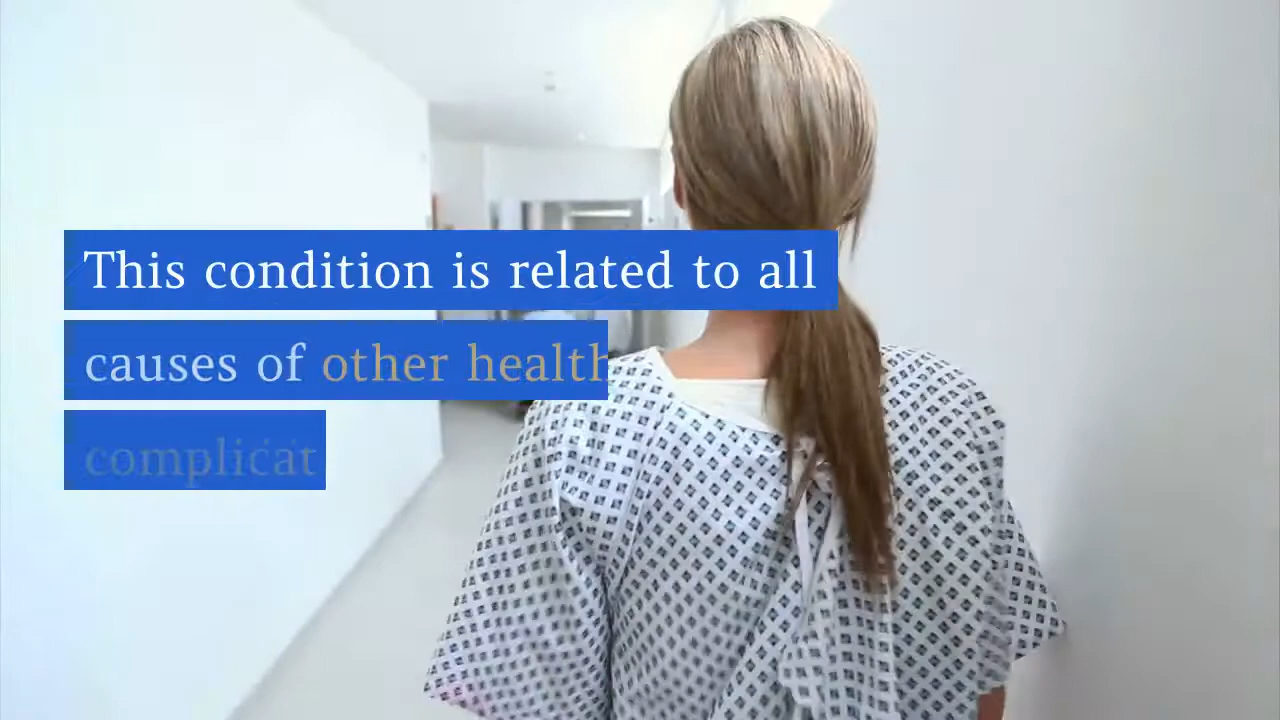 This condition is related to all
causes of other health
complicat